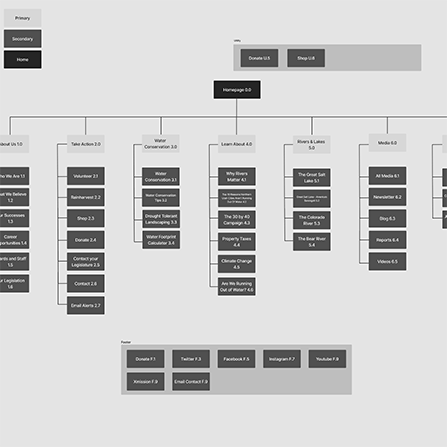 Primary
Secondary
Home
Utility
Donate U.5
Shop U.6
Homepage 0.0
About Us 1.0
Who We Are 1.1
What We Believe
1.2
Our Successes
1.3
Career
Opportunities 1.4
and Staff
1.5
Legislation
1.6
Take Action 2.0
Volunteer 2.1
Rainharvest 2.2
Shop 2.3
Donate 2.4
Contact your
Legislature 2.5
Contact 2.6
Email Alerts 2.7
Water
Conservation 3.0
Water
Conservation 3.1
Water Conservation
Tips 3.2
Drought Tolerant
Landscaping 3.3
Water Footprint
Calculator 3.4
Learn About 4.0
Why Rivers
Matter 4.1
The 30 by 40
Campaign 4.3
Property Taxes
4.4
Climate Change
4.5
Are We Running
Out of Water? 4.6
Rivers & Lakes
5.0
The Great Salt
Lake 5.1
The Colorado
River 5.3
The Bear River
5.4
Media 6.0
All Media 6.1
Newsletter 6.2
Blog 6.3
Reports 6.4
Videos 6.5
Footer
Donate F.1
Twitter F.3
Facebook F.5
Instagram F.7
Youtube F.8
Xmission F.9
Email Contact F.9